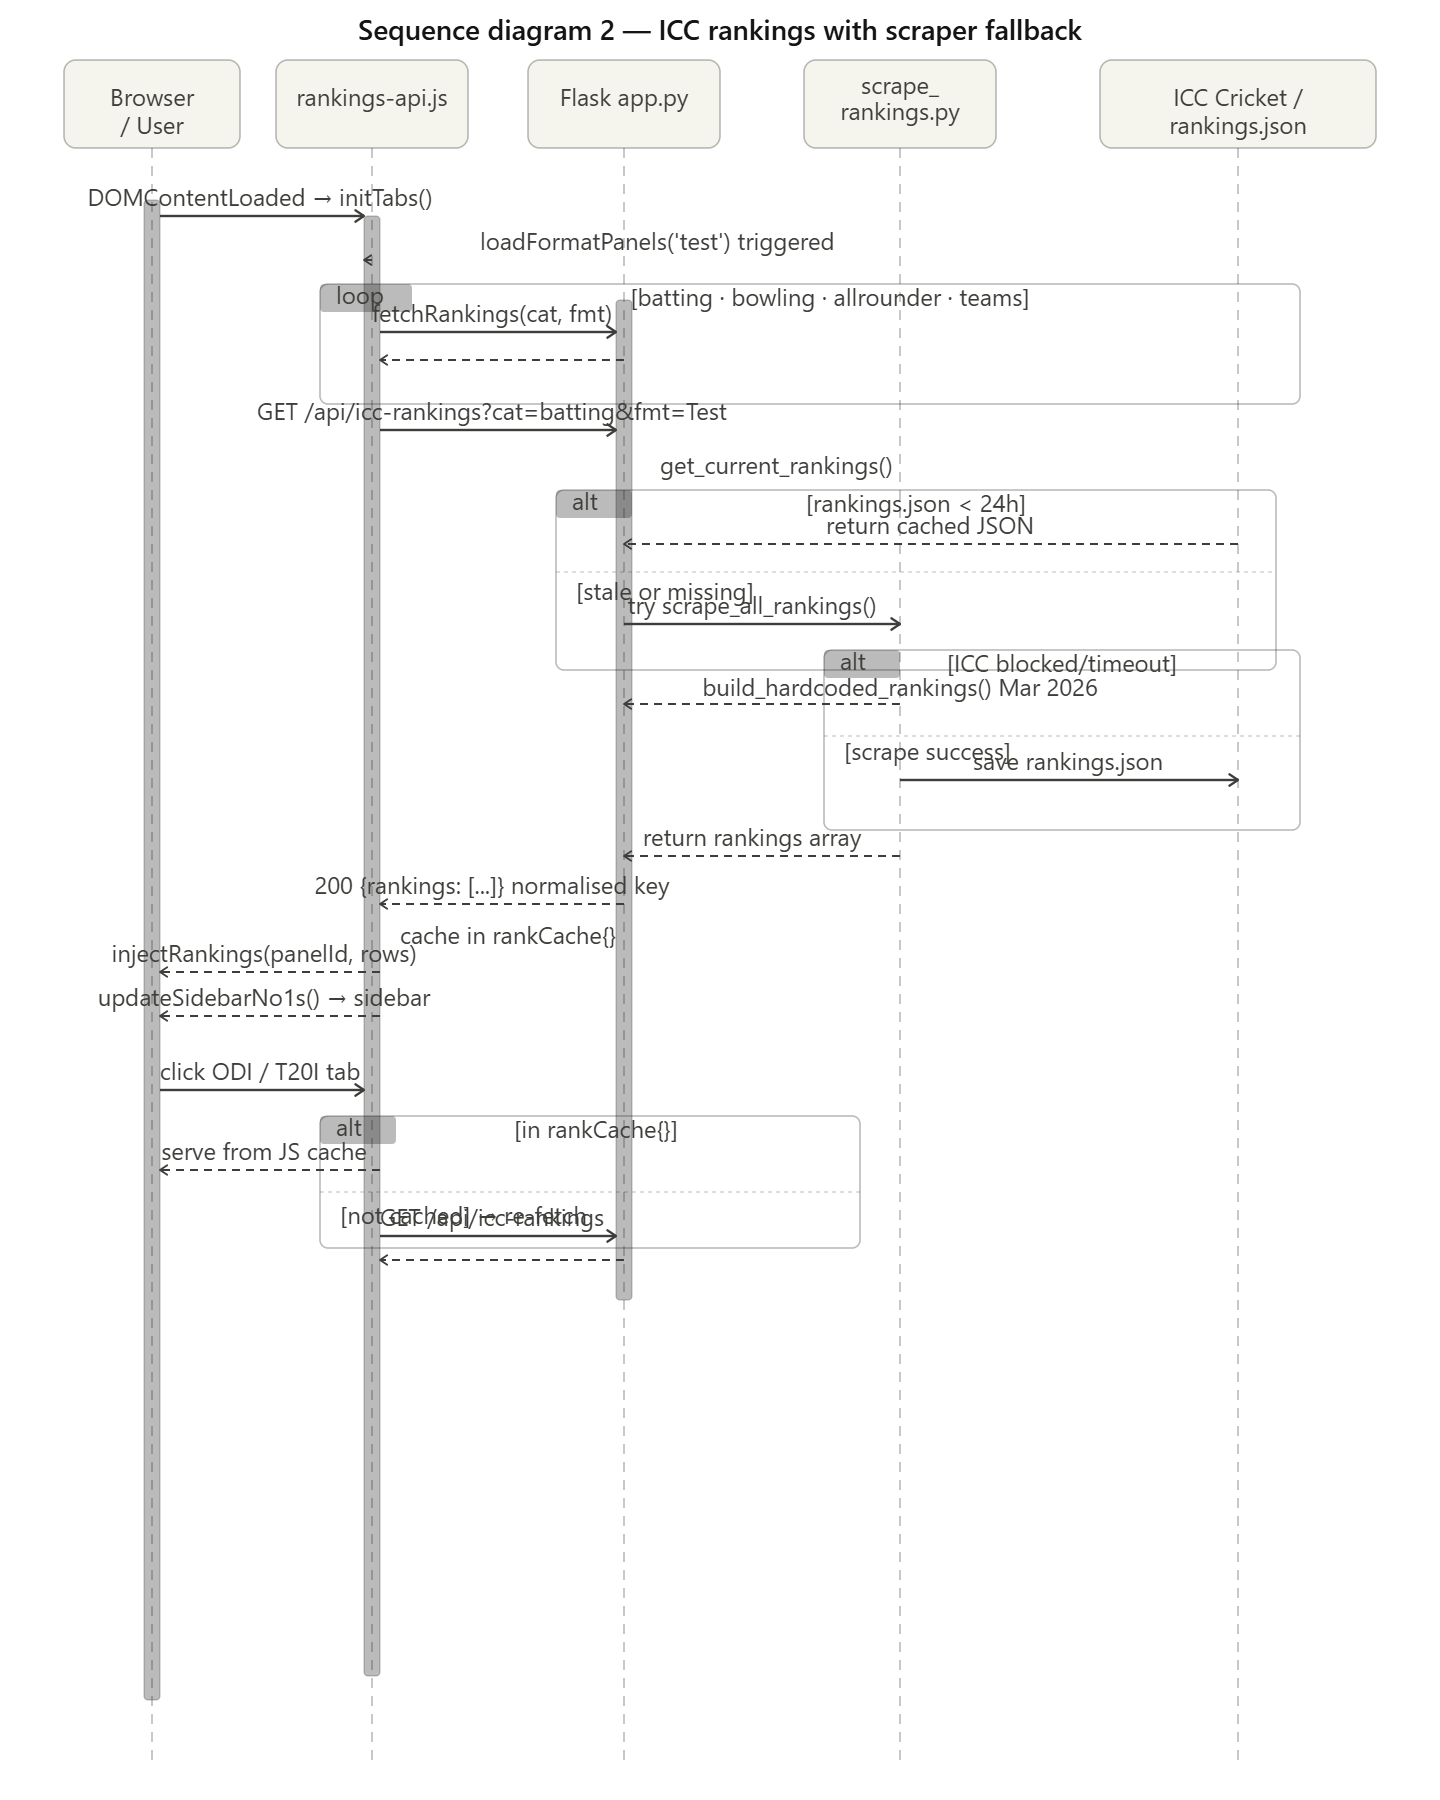 Sequence diagram 2 — ICC rankings with scraper fallback
Browser
/ User
rankings-api.js
Flask app.py
scrape_
rankings.py
ICC Cricket /
rankings.json
DOMContentLoaded → initTabs()
loadFormatPanels('test') triggered
loop
[batting · bowling · allrounder · teams]
fetchRankings(cat, fmt)
GET /api/icc-rankings?cat=batting&fmt=Test
get_current_rankings()
alt
[rankings.json < 24h]
return cached JSON
[stale or missing]
try scrape_all_rankings()
alt
[ICC blocked/timeout]
build_hardcoded_rankings() Mar 2026
[scrape success]
save rankings.json
return rankings array
200 {rankings: [...]} normalised key
cache in rankCache{}
injectRankings(panelId, rows)
updateSidebarNo1s() → sidebar
click ODI / T20I tab
alt
[in rankCache{}]
serve from JS cache
[not cached] → re-fetch
GET /api/icc-rankings